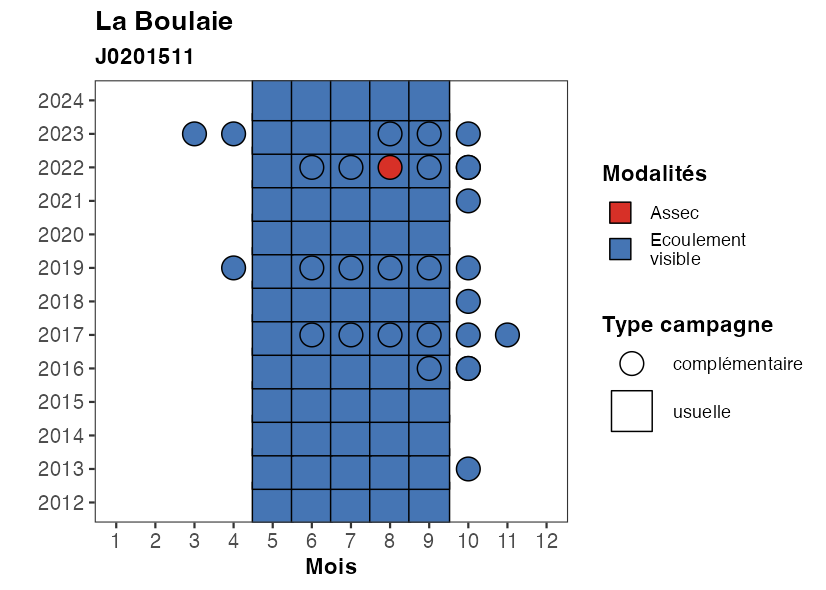 La Boulaie
J0201511
2024
2023
2022
2021
2020
2019
2018
2017
2016
2015
2014
2013
2012
1 2 3 4 5 6 7 8 9 10 11 12
Mois
Modalités
Assec
Ecoulement
visible
Type campagne
complémentaire
usuelle